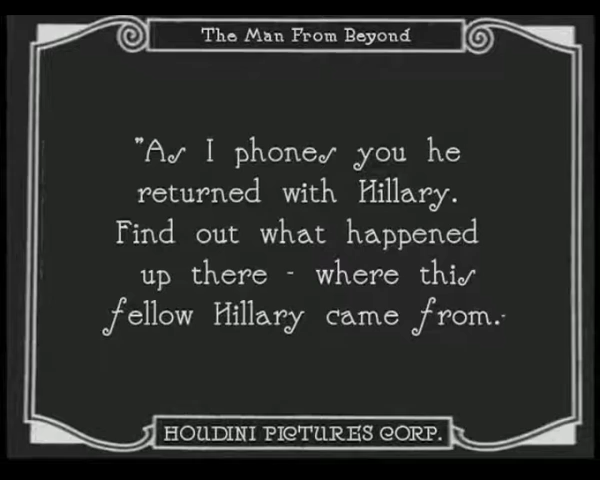 The Man From Beyond
"As I phones you he
returned with Hillary.
Find out what happened
up there - where this
fellow Hillary came from.-
HOUDINI PICTURES CORP.